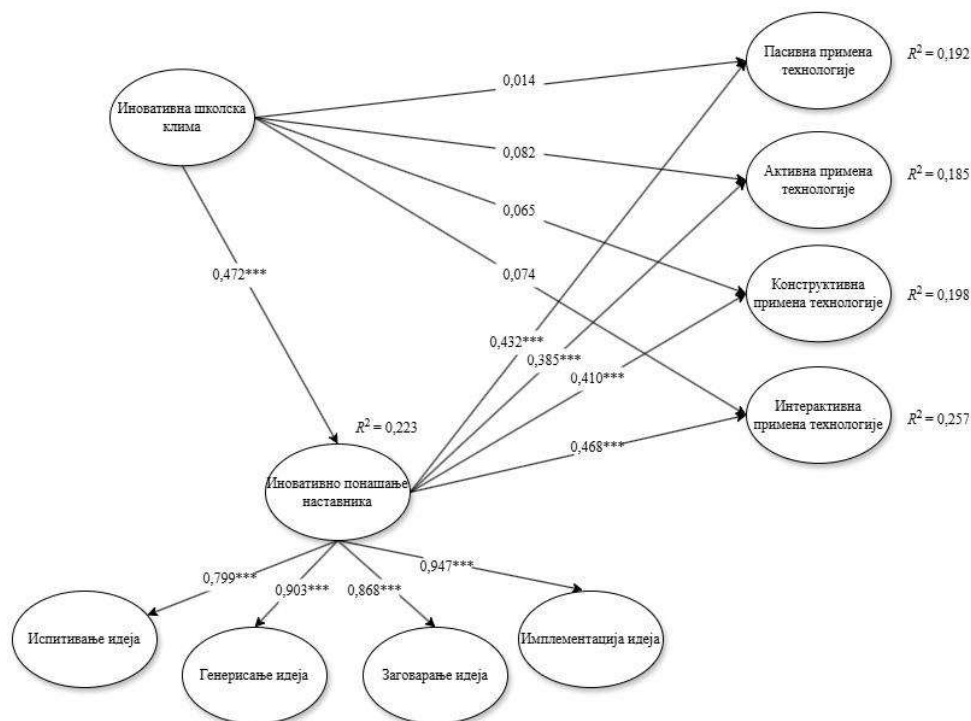 Пасивна примена
технологије
R² = 0,192
0,014
Иновативна школска
клима
0,082
Активна примена
технологије
R² = 0,185
0,065
0,074
0,472***
Конструктивна
примена технологије
R² = 0,198
0,432***
0,385***
0,410***
Интерактивна
примена технологије
R² = 0,257
R² = 0,223
0,468***
Иновативно понашање
наставника
0,799***
0,903***
0,868***
0,947***
Испитивање идеја
Генерисање идеја
Заговарање идеја
Имплементација идеја